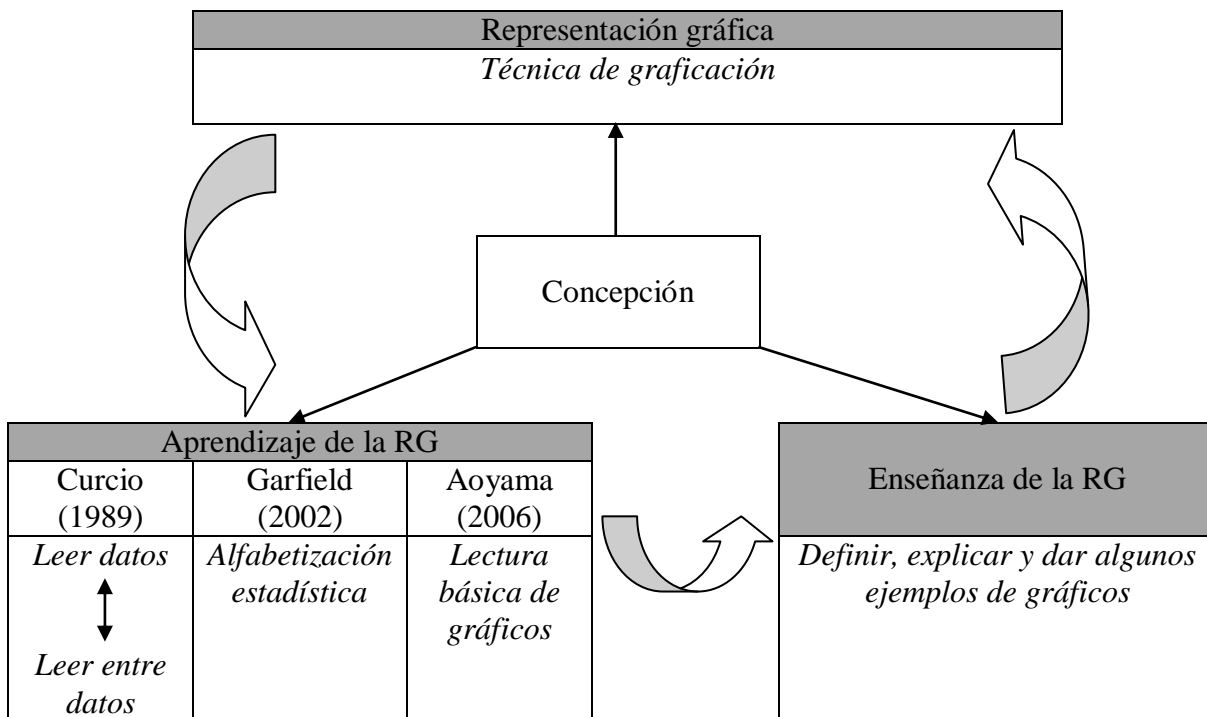 Representación gráfica
Técnica de graficación
Concepción
Aprendizaje de la RG
Curcio
(1989)
Garfield
(2002)
Aoyama
(2006)
Leer datos
Leer entre
datos
Alfabetización
estadística
Lectura
básica de
gráficos
Enseñanza de la RG
Definir, explicar y dar algunos
ejemplos de gráficos